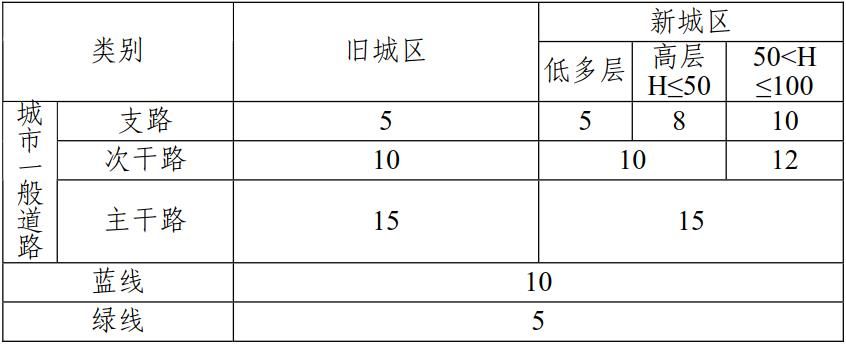 类别 旧城区 新城区
低多层 高层 H≤50 50<H ≤100
城市一般道路 支路 5 5 8 10
次干路 10 10 12
主干路 15 15
蓝线 10
绿线 5